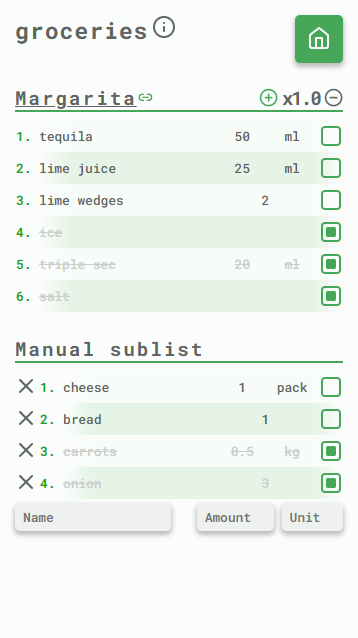 groceries
Margarita x1.0
1. tequila 50 ml
2. lime juice 25 ml
3. lime wedges 2
4. ice
5. triple sec 20 ml
6. salt
Manual sublist
1. cheese 1 pack
2. bread 1
3. carrots 0.5 kg
4. onion 3
Name Amount Unit